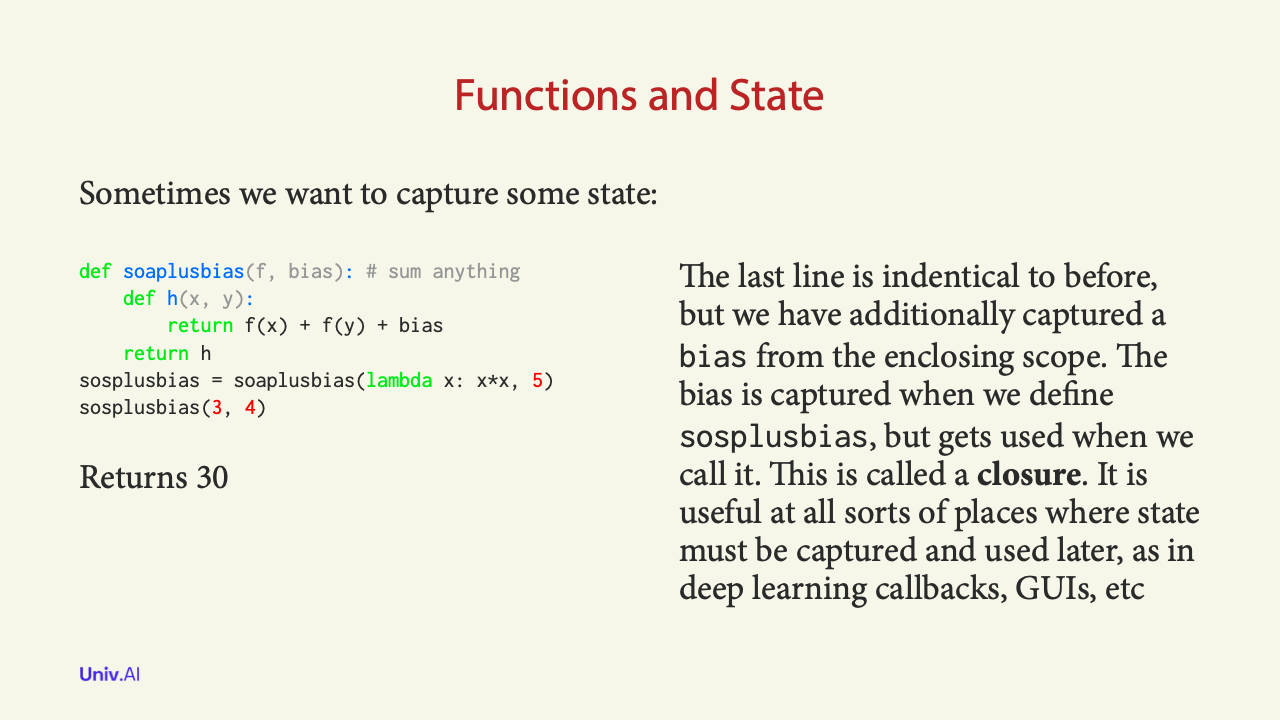 Functions and State
Sometimes we want to capture some state:
def soaplusbias(f, bias): # sum anything
    def h(x, y):
        return f(x) + f(y) + bias
    return h
sosplusbias = soaplusbias(lambda x: x*x, 5)
sosplusbias(3, 4)
Returns 30
The last line is indentical to before,
but we have additionally captured a
bias from the enclosing scope. The
bias is captured when we define
sosplusbias, but gets used when we
call it. This is called a closure. It is
useful at all sorts of places where state
must be captured and used later, as in
deep learning callbacks, GUIs, etc
Univ.AI